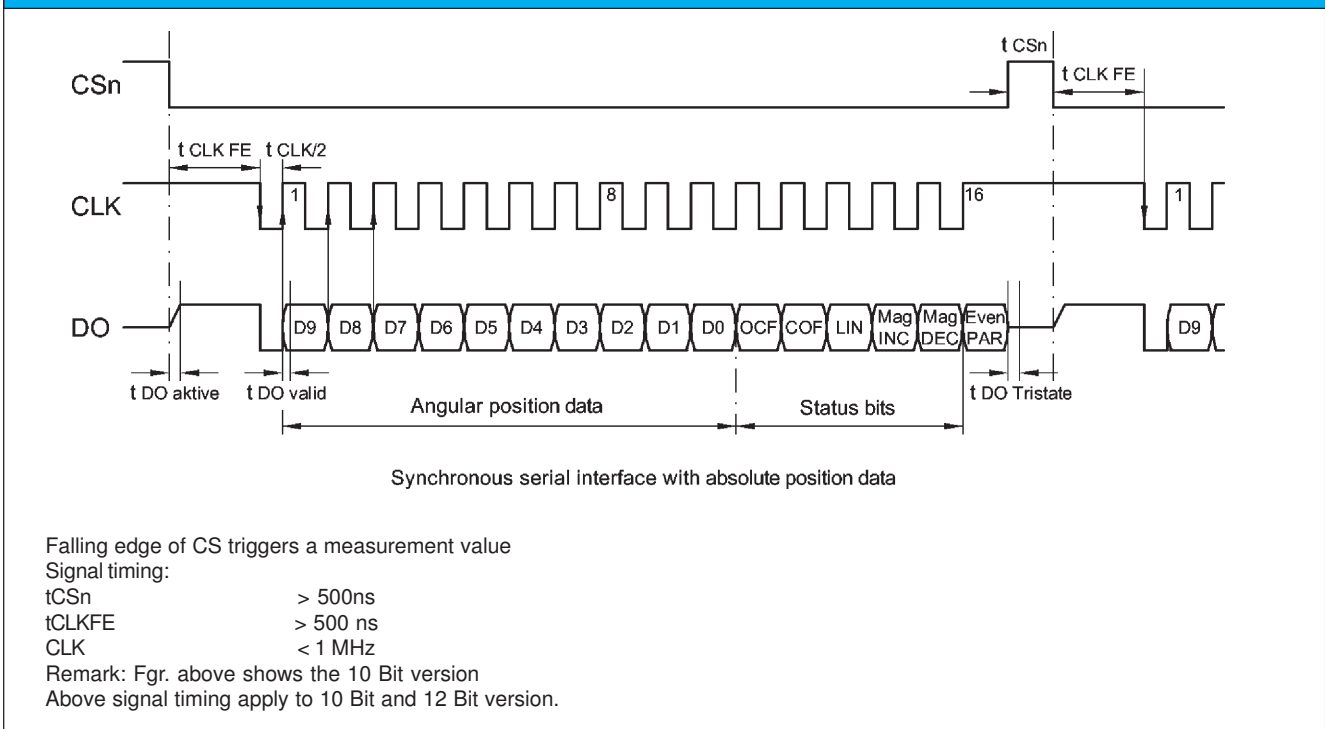 t CSn
CSn
t CLK FE
t CLK FE t CLK/2
CLK
1 8 16 1
DO
D9 D8 D7 D6 D5 D4 D3 D2 D1 D0 OCF COF LIN Mag INC Mag DEC Even PAR D9
t DO aktive t DO valid t DO Tristate
Angular position data Status bits
Synchronous serial interface with absolute position data
Falling edge of CS triggers a measurement value
Signal timing:
tCSn > 500ns
tCLKFE > 500 ns
CLK < 1 MHz
Remark: Fgr. above shows the 10 Bit version
Above signal timing apply to 10 Bit and 12 Bit version.